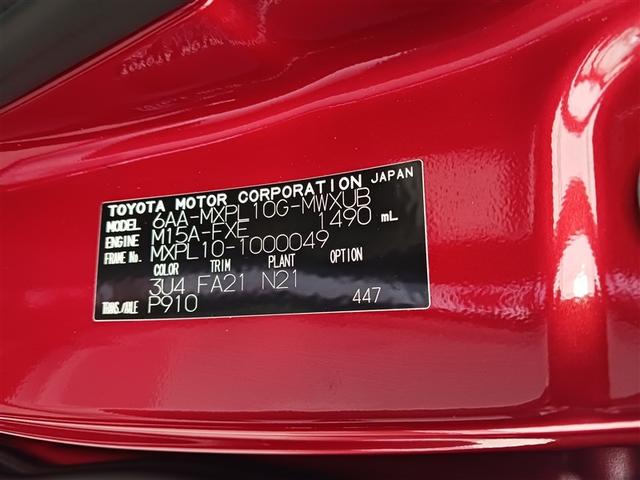 TOYOTA MOTOR CORPORATION JAPAN
MODEL 6AA-MXPL10G-MWXUB
ENGINE M15A-FXE 1490 mL
FRAME No. MXPL10-1000049
COLOR TRIM PLANT OPTION
3U4 FA21 N21
TRANS./AXLE P910 447